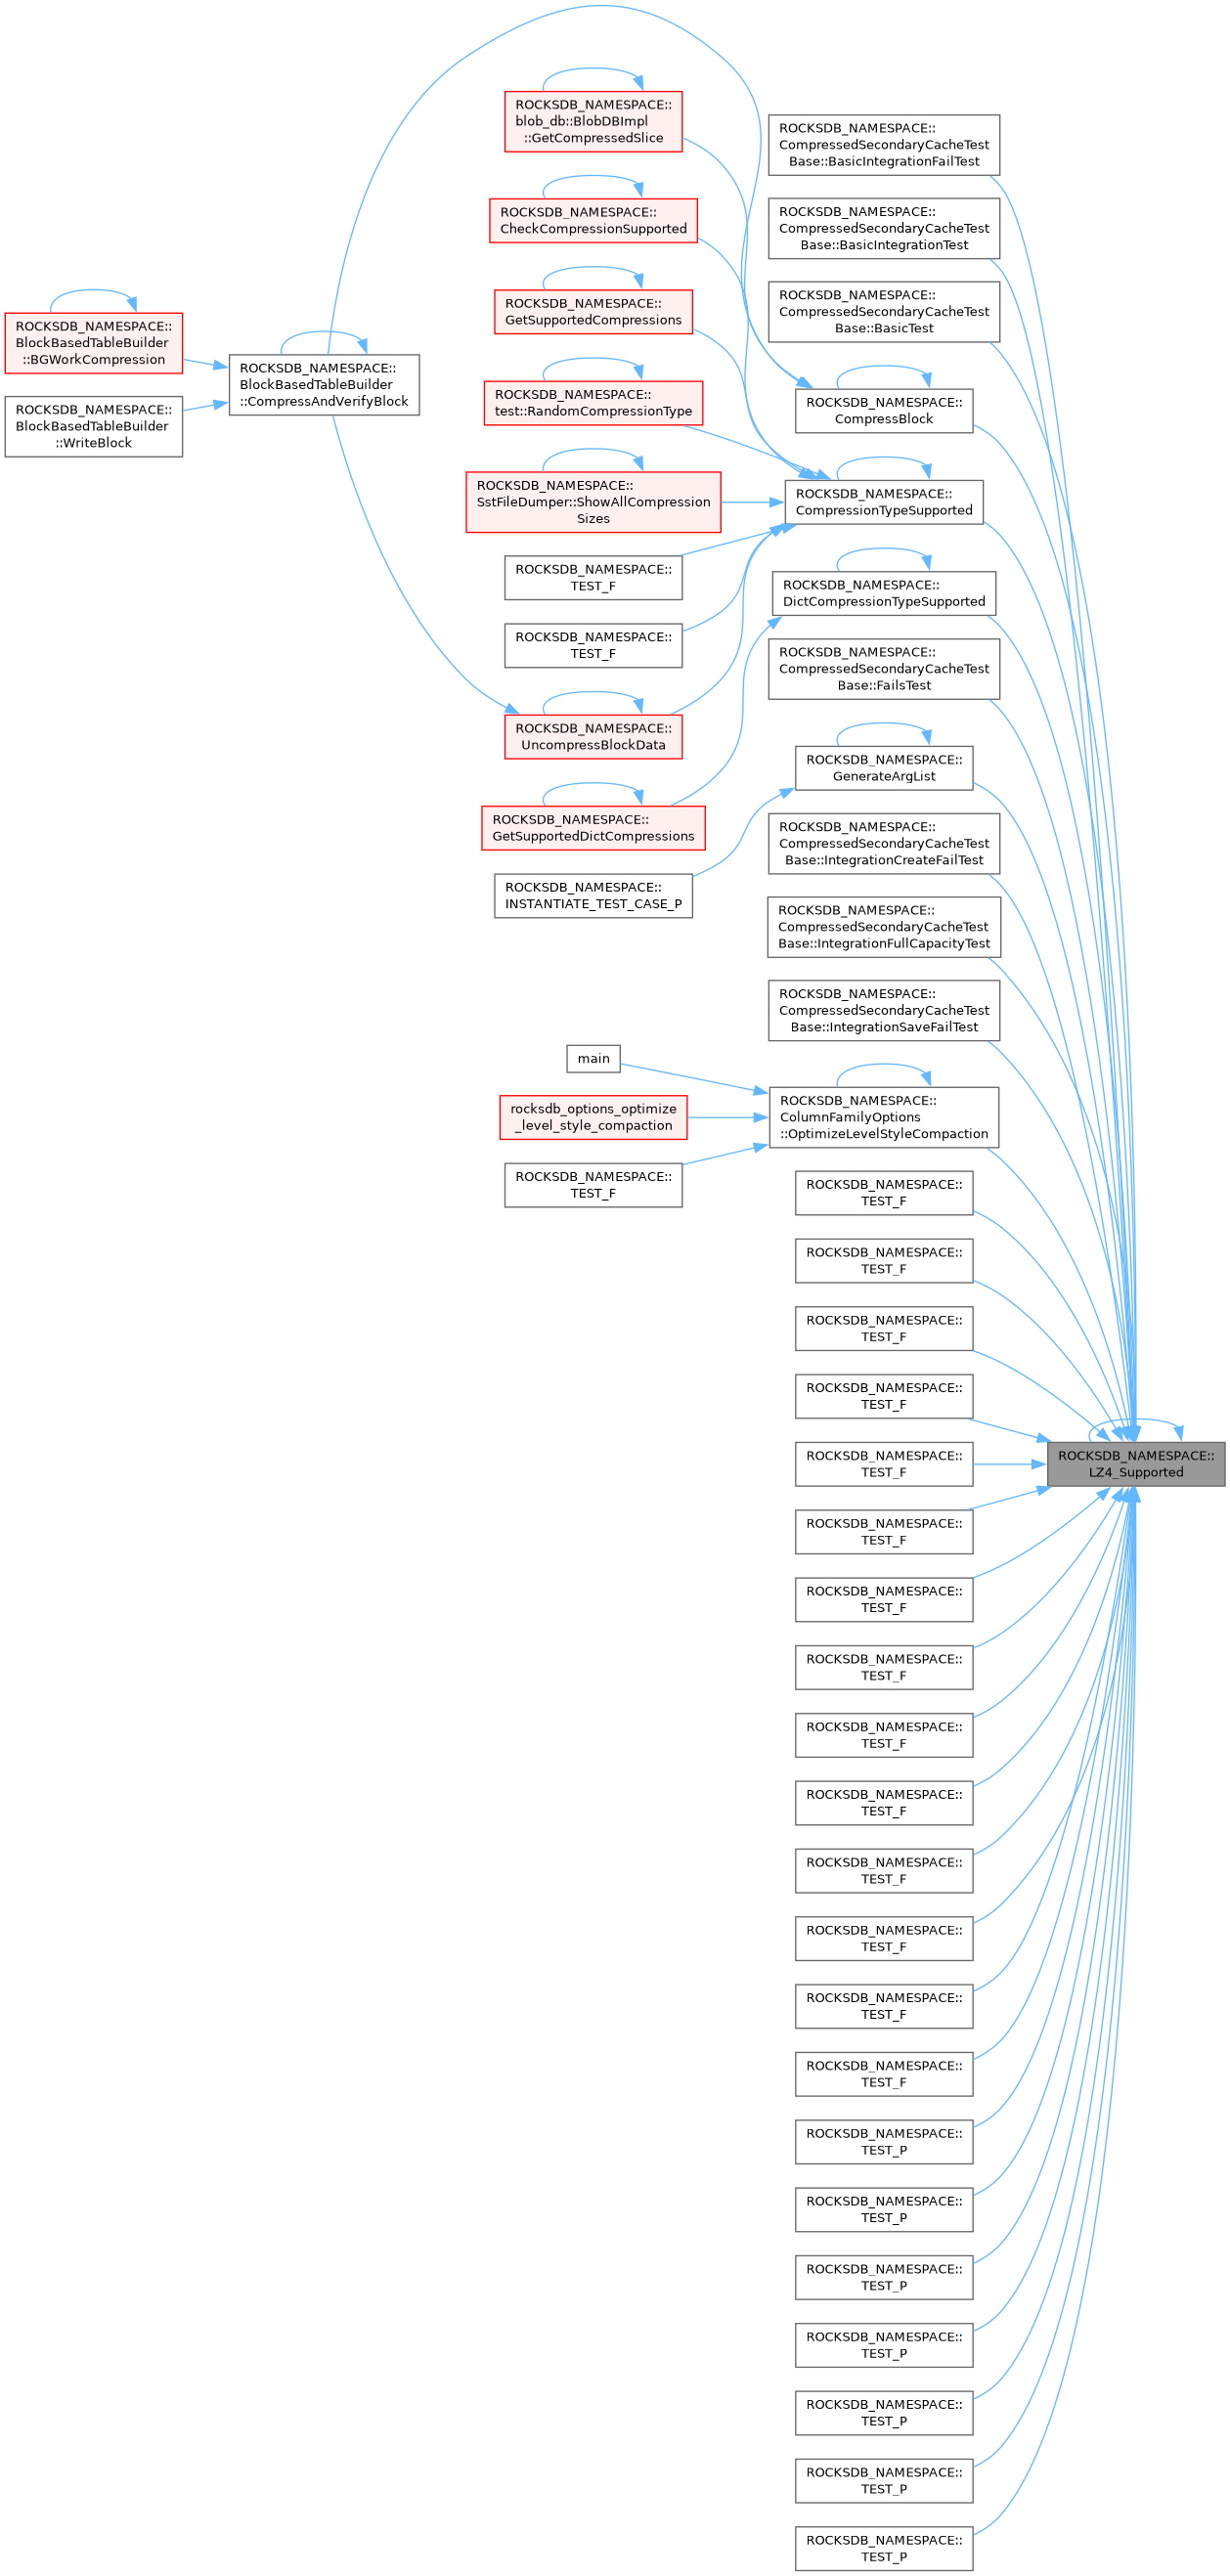 ROCKSDB_NAMESPACE::
BlockBasedTableBuilder
::BGWorkCompression
ROCKSDB_NAMESPACE::
BlockBasedTableBuilder
::WriteBlock
ROCKSDB_NAMESPACE::
BlockBasedTableBuilder
::CompressAndVerifyBlock
ROCKSDB_NAMESPACE::
blob_db::BlobDBImpl
::GetCompressedSlice
ROCKSDB_NAMESPACE::
CheckCompressionSupported
ROCKSDB_NAMESPACE::
GetSupportedCompressions
ROCKSDB_NAMESPACE::
test::RandomCompressionType
ROCKSDB_NAMESPACE::
SstFileDumper::ShowAllCompression
Sizes
ROCKSDB_NAMESPACE::
TEST_F
ROCKSDB_NAMESPACE::
TEST_F
ROCKSDB_NAMESPACE::
UncompressBlockData
ROCKSDB_NAMESPACE::
GetSupportedDictCompressions
ROCKSDB_NAMESPACE::
INSTANTIATE_TEST_CASE_P
main
rocksdb_options_optimize
_level_style_compaction
ROCKSDB_NAMESPACE::
TEST_F
ROCKSDB_NAMESPACE::
CompressedSecondaryCacheTest
Base::BasicIntegrationFailTest
ROCKSDB_NAMESPACE::
CompressedSecondaryCacheTest
Base::BasicIntegrationTest
ROCKSDB_NAMESPACE::
CompressedSecondaryCacheTest
Base::BasicTest
ROCKSDB_NAMESPACE::
CompressBlock
ROCKSDB_NAMESPACE::
CompressionTypeSupported
ROCKSDB_NAMESPACE::
DictCompressionTypeSupported
ROCKSDB_NAMESPACE::
CompressedSecondaryCacheTest
Base::FailsTest
ROCKSDB_NAMESPACE::
GenerateArgList
ROCKSDB_NAMESPACE::
CompressedSecondaryCacheTest
Base::IntegrationCreateFailTest
ROCKSDB_NAMESPACE::
CompressedSecondaryCacheTest
Base::IntegrationFullCapacityTest
ROCKSDB_NAMESPACE::
CompressedSecondaryCacheTest
Base::IntegrationSaveFailTest
ROCKSDB_NAMESPACE::
ColumnFamilyOptions
::OptimizeLevelStyleCompaction
ROCKSDB_NAMESPACE::
TEST_F
ROCKSDB_NAMESPACE::
TEST_F
ROCKSDB_NAMESPACE::
TEST_F
ROCKSDB_NAMESPACE::
TEST_F
ROCKSDB_NAMESPACE::
TEST_F
ROCKSDB_NAMESPACE::
TEST_F
ROCKSDB_NAMESPACE::
TEST_F
ROCKSDB_NAMESPACE::
TEST_F
ROCKSDB_NAMESPACE::
TEST_F
ROCKSDB_NAMESPACE::
TEST_F
ROCKSDB_NAMESPACE::
TEST_F
ROCKSDB_NAMESPACE::
TEST_F
ROCKSDB_NAMESPACE::
TEST_F
ROCKSDB_NAMESPACE::
TEST_F
ROCKSDB_NAMESPACE::
TEST_P
ROCKSDB_NAMESPACE::
TEST_P
ROCKSDB_NAMESPACE::
TEST_P
ROCKSDB_NAMESPACE::
TEST_P
ROCKSDB_NAMESPACE::
TEST_P
ROCKSDB_NAMESPACE::
TEST_P
ROCKSDB_NAMESPACE::
TEST_P
ROCKSDB_NAMESPACE::
LZ4_Supported